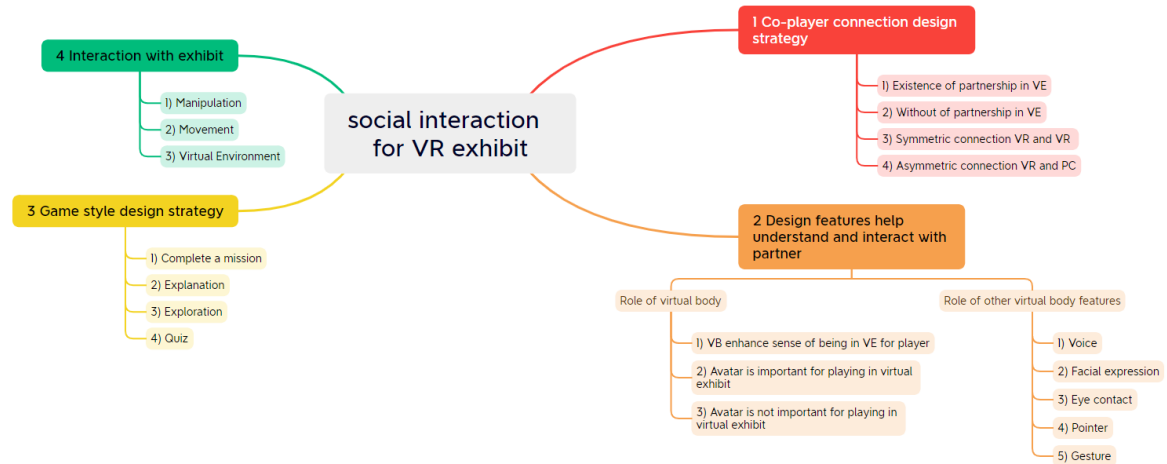 social interaction
for VR exhibit
1 Co-player connection design
strategy
1) Existence of partnership in VE
2) Without of partnership in VE
3) Symmetric connection VR and VR
4) Asymmetric connection VR and PC
2 Design features help
understand and interact with
partner
Role of virtual body
1) VB enhance sense of being in VE for player
2) Avatar is important for playing in virtual
exhibit
3) Avatar is not important for playing in
virtual exhibit
Role of other virtual body features
1) Voice
2) Facial expression
3) Eye contact
4) Pointer
5) Gesture
3 Game style design strategy
1) Complete a mission
2) Explanation
3) Exploration
4) Quiz
4 Interaction with exhibit
1) Manipulation
2) Movement
3) Virtual Environment